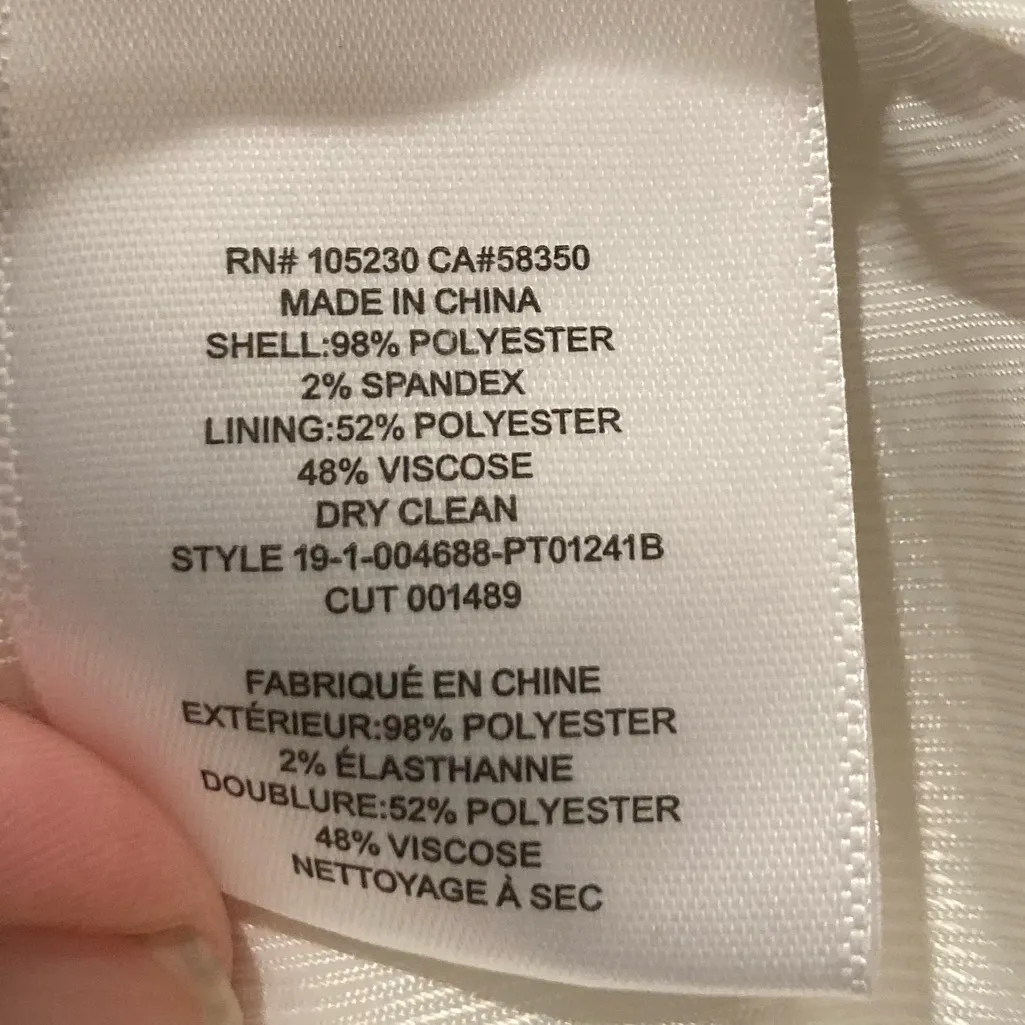 RN# 105230 CA#58350
MADE IN CHINA
SHELL:98% POLYESTER
2% SPANDEX
LINING:52% POLYESTER
48% VISCOSE
DRY CLEAN
STYLE 19-1-004688-PT01241B
CUT 001489
FABRIQUÉ EN CHINE
EXTÉRIEUR:98% POLYESTER
2% ÉLASTHANNE
DOUBLURE:52% POLYESTER
48% VISCOSE
NETTOYAGE À SEC